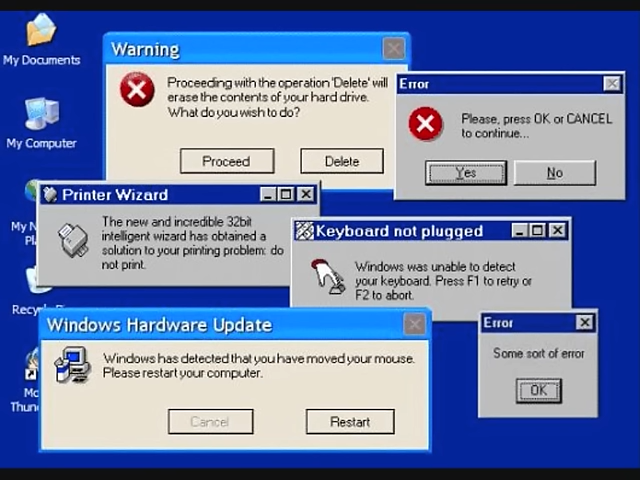 My Documents
My Computer
My N
Pla
Recycle
Mo
Thun
Warning
Proceeding with the operation 'Delete' will
erase the contents of your hard drive.
What do you wish to do?
Proceed
Delete
Error
Please, press OK or CANCEL
to continue...
Yes
No
Printer Wizard
The new and incredible 32bit
intelligent wizard has obtained a
solution to your printing problem: do
not print.
Keyboard not plugged
Windows was unable to detect
your keyboard. Press F1 to retry or
F2 to abort.
Windows Hardware Update
Windows has detected that you have moved your mouse.
Please restart your computer.
Cancel
Restart
Error
Some sort of error
OK